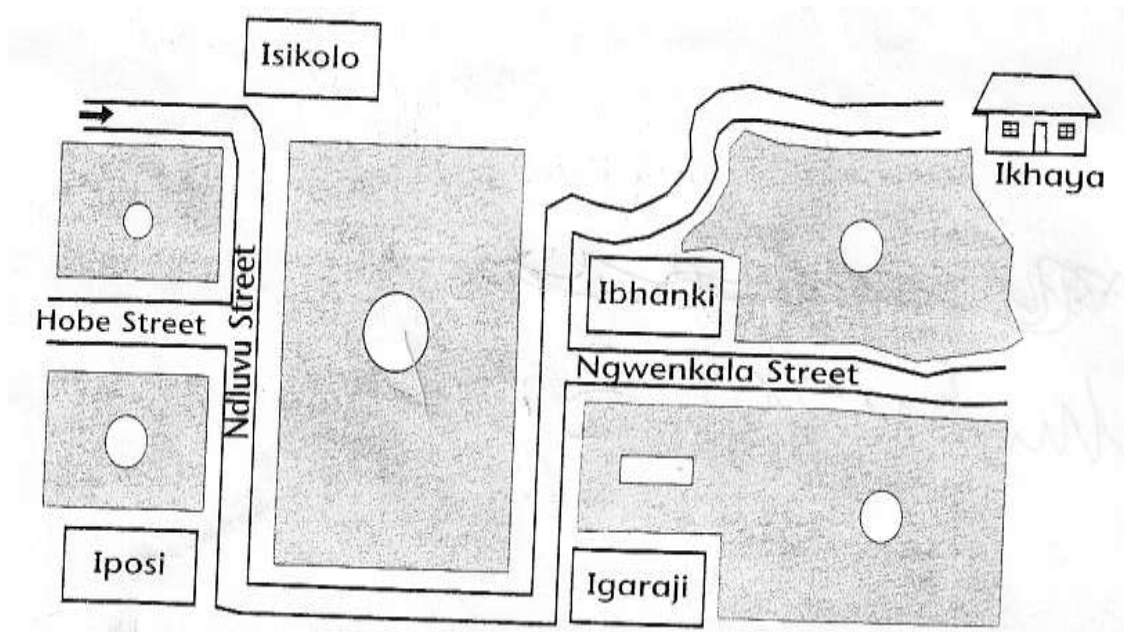 Isikolo
Ikhaya
Ibhanki
Hobe Street
Ndluvu Street
Ngwenkala Street
Iposi
Igaraji